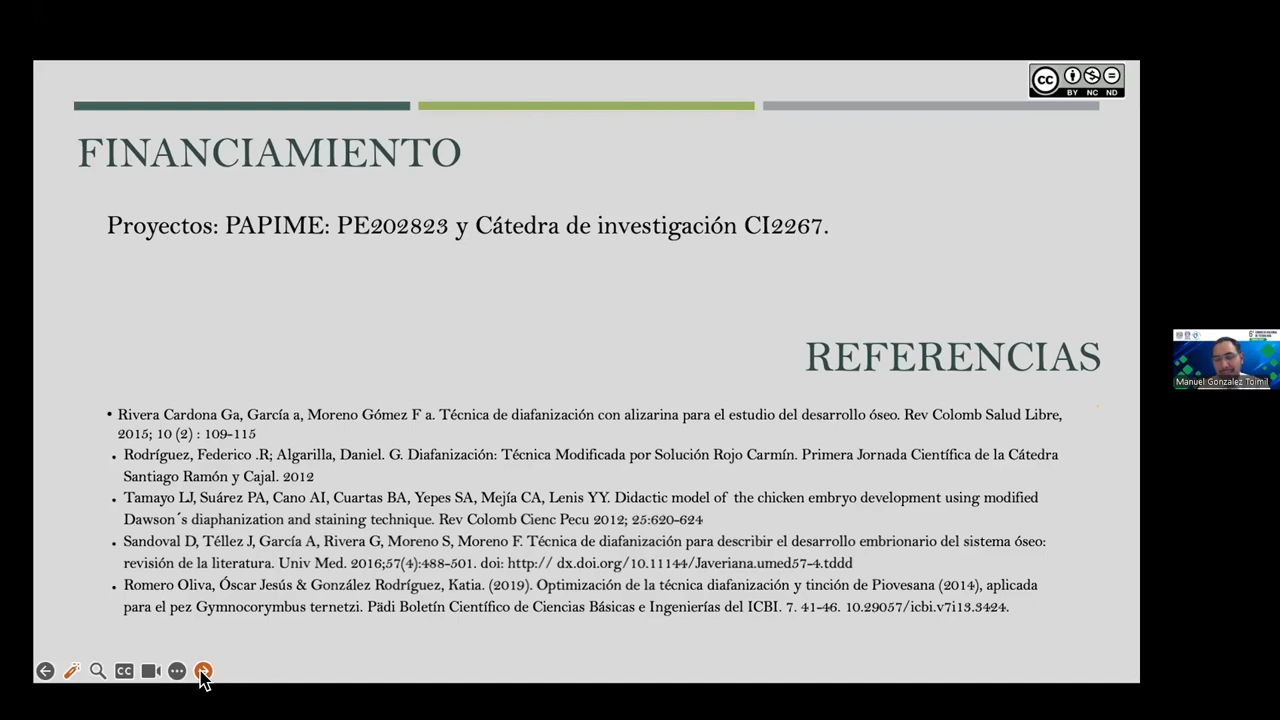 CC
BY NC ND
FINANCIAMIENTO
Proyectos: PAPIME: PE202823 y Cátedra de investigación CI2267.
REFERENCIAS
• Rivera Cardona Ga, García a, Moreno Gómez F a. Técnica de diafanización con alizarina para el estudio del desarrollo óseo. Rev Colomb Salud Libre,
2015; 10 (2) : 109-115
• Rodríguez, Federico .R; Algarilla, Daniel. G. Diafanización: Técnica Modificada por Solución Rojo Carmín. Primera Jornada Científica de la Cátedra
Santiago Ramón y Cajal. 2012
• Tamayo LJ, Suárez PA, Cano AI, Cuartas BA, Yepes SA, Mejía CA, Lenis YY. Didactic model of the chicken embryo development using modified
Dawson´s diaphanization and staining technique. Rev Colomb Cienc Pecu 2012; 25:620-624
• Sandoval D, Téllez J, García A, Rivera G, Moreno S, Moreno F. Técnica de diafanización para describir el desarrollo embrionario del sistema óseo:
revisión de la literatura. Univ Med. 2016;57(4):488-501. doi: http:// dx.doi.org/10.11144/Javeriana.umed57-4.tddd
• Romero Oliva, Óscar Jesús & González Rodríguez, Katia. (2019). Optimización de la técnica diafanización y tinción de Piovesana (2014), aplicada
para el pez Gymnocorymbus ternetzi. Pädi Boletín Científico de Ciencias Básicas e Ingenierías del ICBI. 7. 41-46. 10.29057/icbi.v7i13.3424.
CC
Manuel Gonzalez Toimil